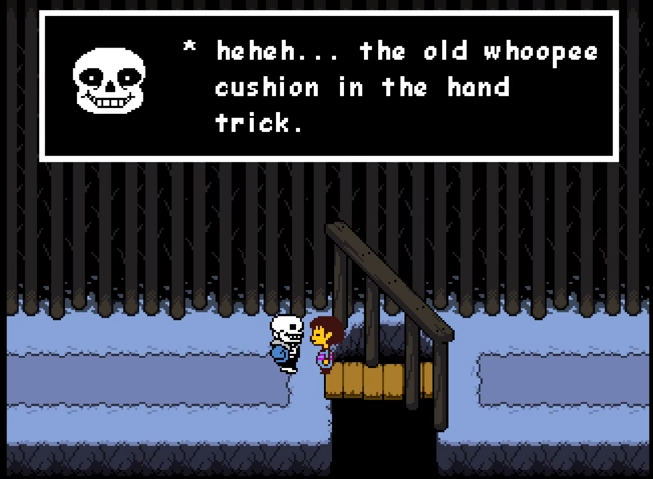 * heheh... the old whoopee
cushion in the hand
trick.